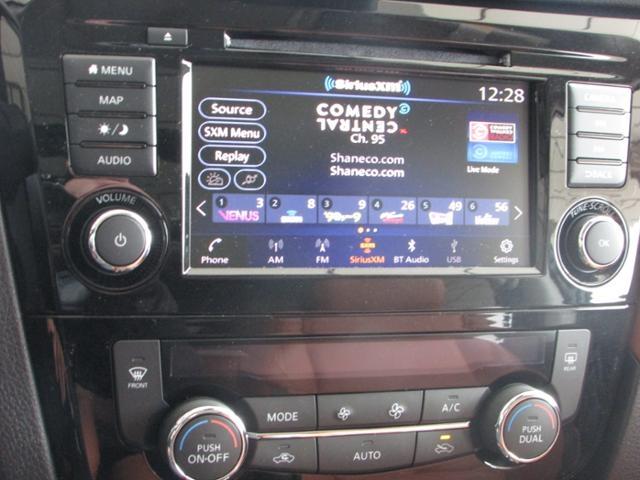 MENU
MAP
AUDIO
VOLUME
SiriusXM
12:28
Source
SXM Menu
Replay
COMEDY
CENTRAL
Ch. 95
Shaneco.com
Shaneco.com
Live Mode
1 3 2 8 3 9 4 26 5 49 6 56
VENUS
Phone AM FM SiriusXM BT Audio USB Settings
CAMERA
BACK
TUNE·SCROLL
OK
FRONT
REAR
MODE
A/C
PUSH
ON-OFF
AUTO
PUSH
DUAL